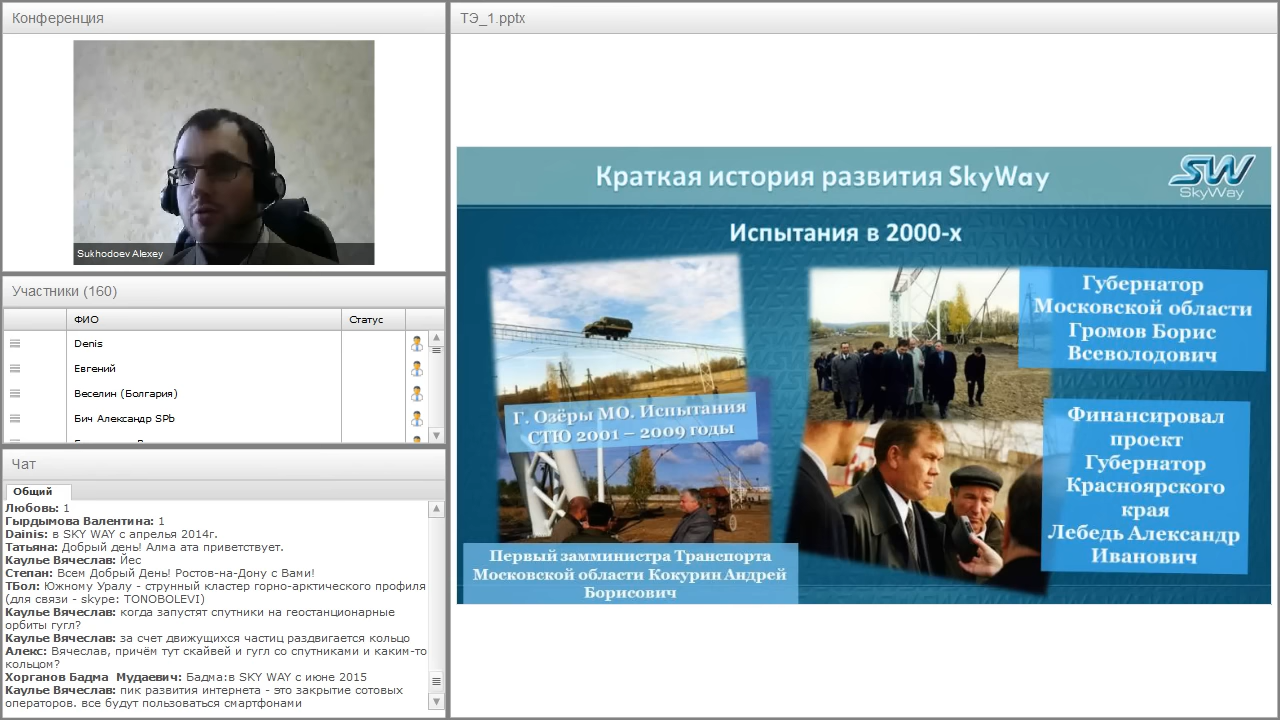 Конференция
Sukhodoev Alexey
Участники (160)
ФИО
Статус
Denis
Евгений
Веселин (Болгария)
Бич Александр SPb
Чат
Общий
Любовь: 1
Гырдымова Валентина: 1
Dainis: в SKY WAY с апрелья 2014г.
Татьяна: Добрый день! Алма ата приветствует.
Каулье Вячеслав: Йес
Степан: Всем Добрый День! Ростов-на-Дону с Вами!
ТБол: Южному Уралу - струнный кластер горно-арктического профиля
(для связи - skype: TONOBOLEVI)
Каулье Вячеслав: когда запустят спутники на геостанционарные
орбиты гугл?
Каулье Вячеслав: за счет движущихся частиц раздвигается кольцо
Алекс: Вячеслав, причём тут скайвей и гугл со спутниками и каким-то
кольцом?
Хорганов Бадма Мудаевич: Бадма:в SKY WAY с июне 2015
Каулье Вячеслав: пик развития интернета - это закрытие сотовых
операторов. все будут пользоваться смартфонами
ТЭ_1.pptx
Краткая история развития SkyWay
SW
SkyWay
Испытания в 2000-х
Г. Озёры МО. Испытания
СТЮ 2001 – 2009 годы
Первый замминистра Транспорта
Московской области Кокурин Андрей
Борисович
Губернатор
Московской области
Громов Борис
Всеволодович
Финансировал
проект
Губернатор
Красноярского
края
Лебедь Александр
Иванович